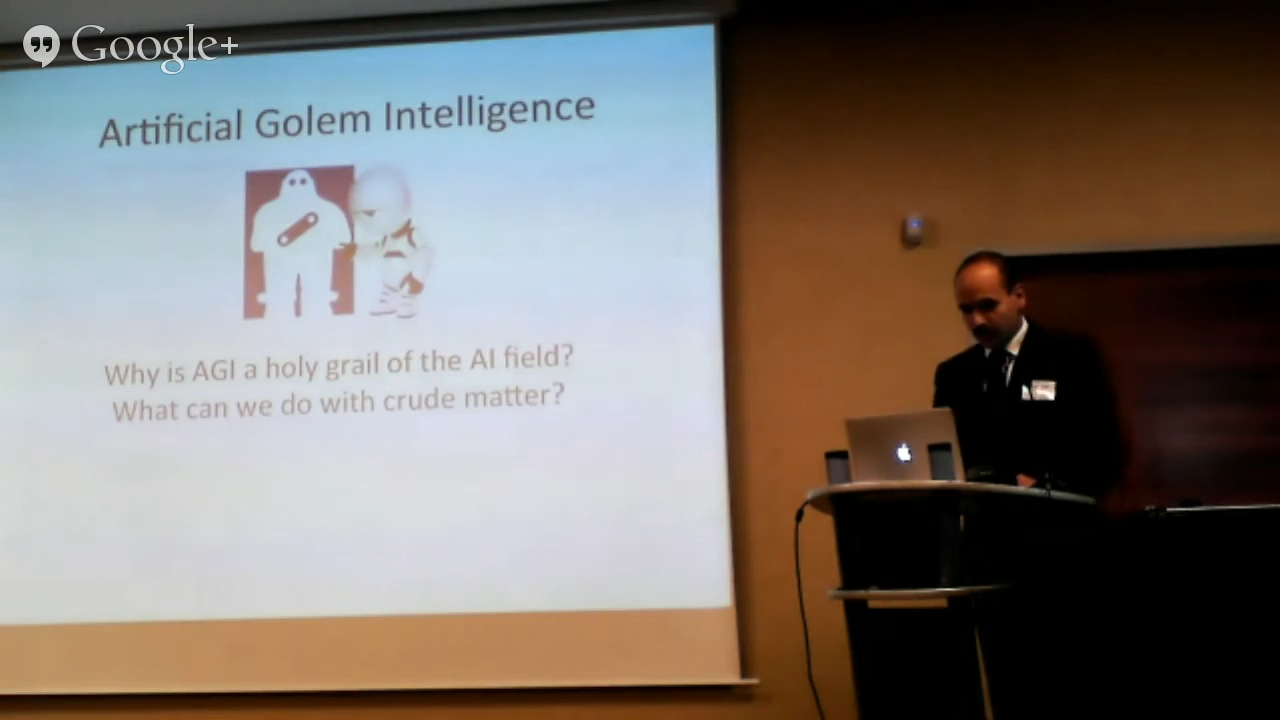 Google+
Artificial Golem Intelligence
Why is AGI a holy grail of the AI field?
What can we do with crude matter?